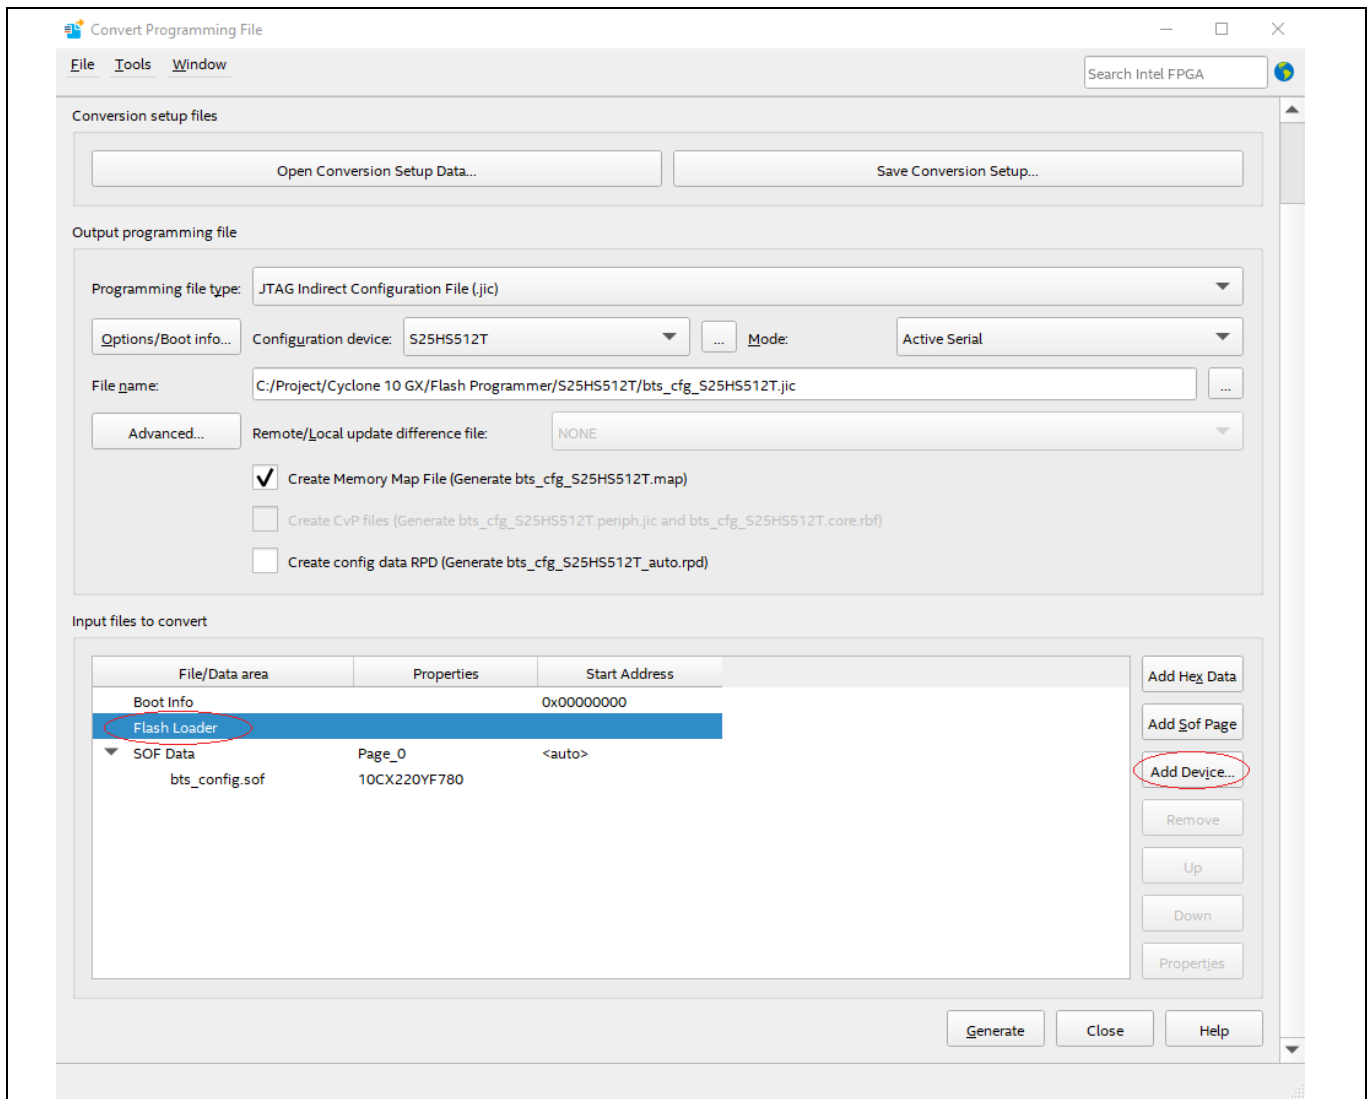 Convert Programming File
File Tools Window
Search Intel FPGA
Conversion setup files
Open Conversion Setup Data...
Save Conversion Setup...
Output programming file
Programming file type: JTAG Indirect Configuration File (.jic)
Options/Boot info... Configuration device: S25HS512T ... Mode: Active Serial
File name: C:/Project/Cyclone 10 GX/Flash Programmer/S25HS512T/bts_cfg_S25HS512T.jic ...
Advanced... Remote/Local update difference file: NONE
Create Memory Map File (Generate bts_cfg_S25HS512T.map)
Create CvP files (Generate bts_cfg_S25HS512T.periph.jic and bts_cfg_S25HS512T.core.rbf)
Create config data RPD (Generate bts_cfg_S25HS512T_auto.rpd)
Input files to convert
File/Data area Properties Start Address
Boot Info 0x00000000
Flash Loader
SOF Data Page_0 <auto>
bts_config.sof 10CX220YF780
Add Hex Data
Add Sof Page
Add Device...
Remove
Up
Down
Properties
Generate Close Help